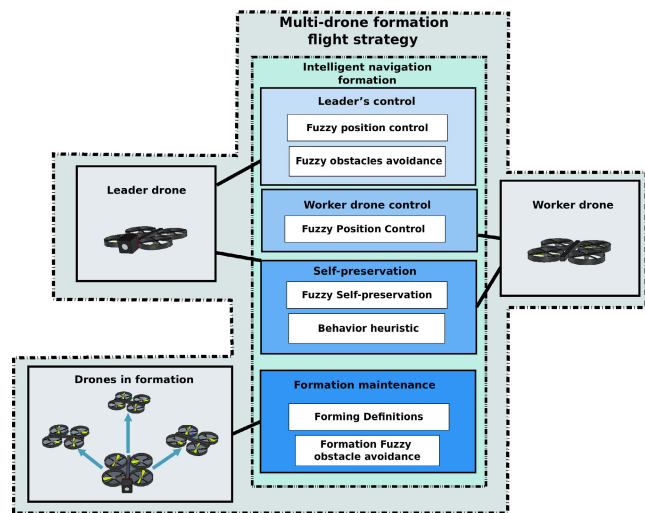 Multi-drone formation
flight strategy
Intelligent navigation
formation
Leader's control
Fuzzy position control
Fuzzy obstacles avoidance
Leader drone
Worker drone control
Fuzzy Position Control
Worker drone
Self-preservation
Fuzzy Self-preservation
Behavior heuristic
Drones in formation
Formation maintenance
Forming Definitions
Formation Fuzzy
obstacle avoidance